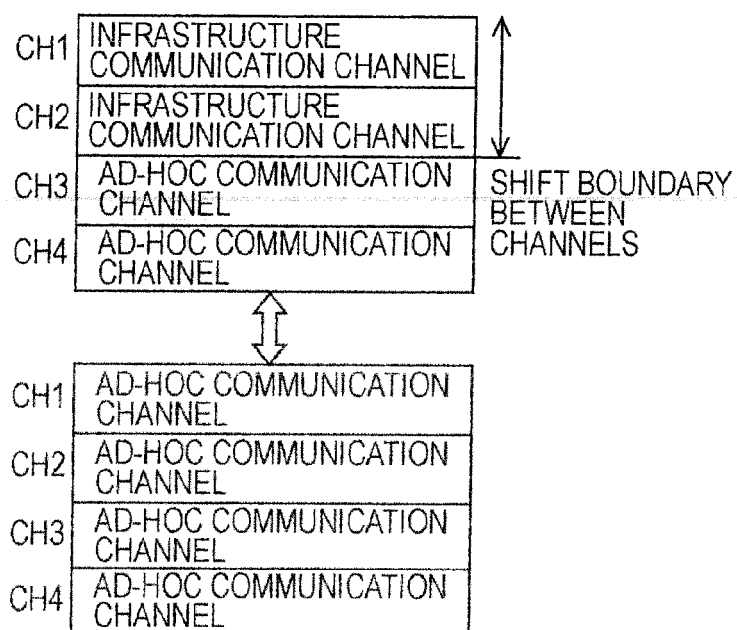 CH1 INFRASTRUCTURE
COMMUNICATION CHANNEL
CH2 INFRASTRUCTURE
COMMUNICATION CHANNEL
CH3 AD-HOC COMMUNICATION
CHANNEL
CH4 AD-HOC COMMUNICATION
CHANNEL
SHIFT BOUNDARY
BETWEEN
CHANNELS
CH1 AD-HOC COMMUNICATION
CHANNEL
CH2 AD-HOC COMMUNICATION
CHANNEL
CH3 AD-HOC COMMUNICATION
CHANNEL
CH4 AD-HOC COMMUNICATION
CHANNEL